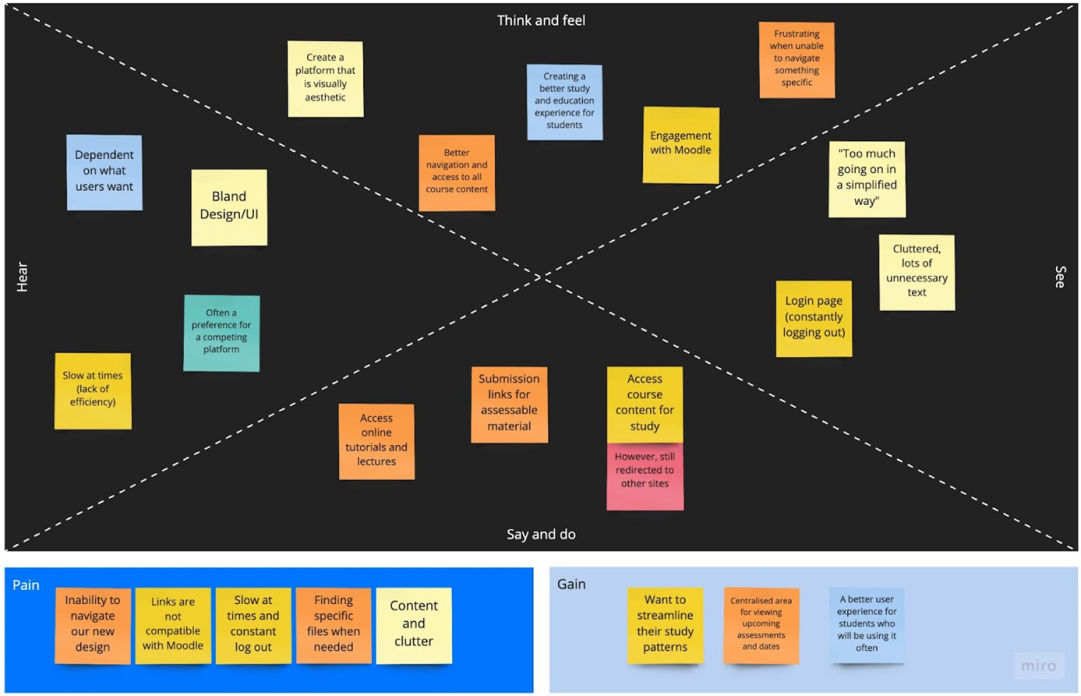 Think and feel
Create a
platform that
is visually
aesthetic
Creating a
better study
and education
experience for
students
Frustrating
when unable
to navigate
something
specific
Better
navigation and
access to all
course content
Engagement
with Moodle
Hear
Dependent
on what
users want
Bland
Design/UI
Often a
preference for
a competing
platform
Slow at times
(lack of
efficiency)
See
"Too much
going on in
a simplified
way"
Cluttered,
lots of
unnecessary
text
Login page
(constantly
logging out)
Access
online
tutorials and
lectures
Submission
links for
assessable
material
Access
course
content for
study
However, still
redirected to
other sites
Say and do
Pain
Inability to
navigate
our new
design
Links are
not
compatible
with Moodle
Slow at
times and
constant
log out
Finding
specific
files when
needed
Content
and
clutter
Gain
Want to
streamline
their study
patterns
Centralised area
for viewing
upcoming
assessments
and dates
A better user
experience for
students who
will be using it
often
miro